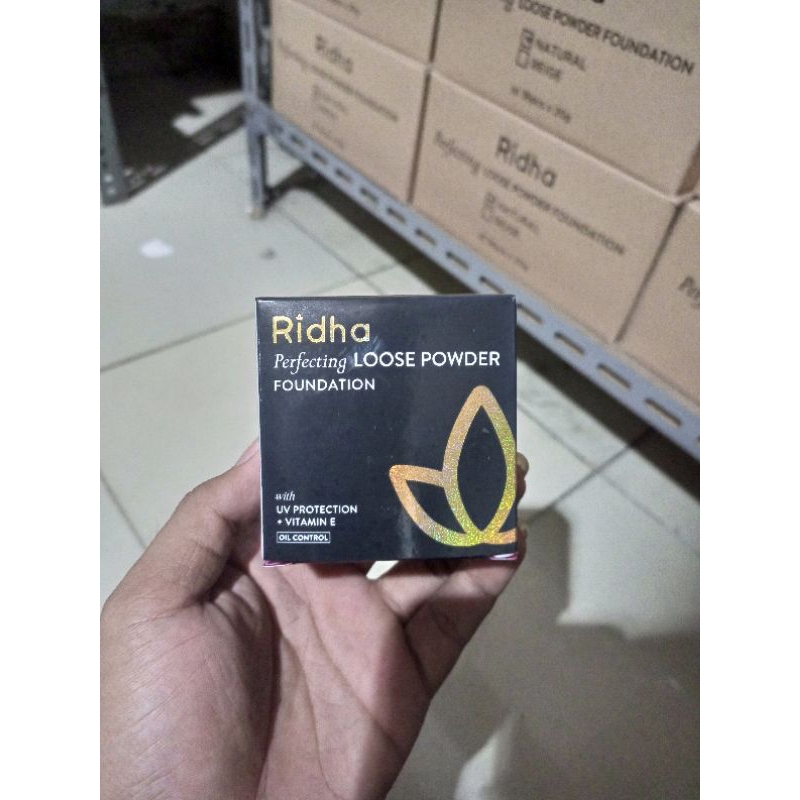 Ridha
LOOSE POWDER FOUNDATION
NATURAL
BEIGE
Ridha
Perfecting LOOSE POWDER FOUNDATION
NATURAL
BEIGE
Ridha
Ridha
Perfecting LOOSE POWDER
FOUNDATION
with
UV PROTECTION
+ VITAMIN E
OIL CONTROL